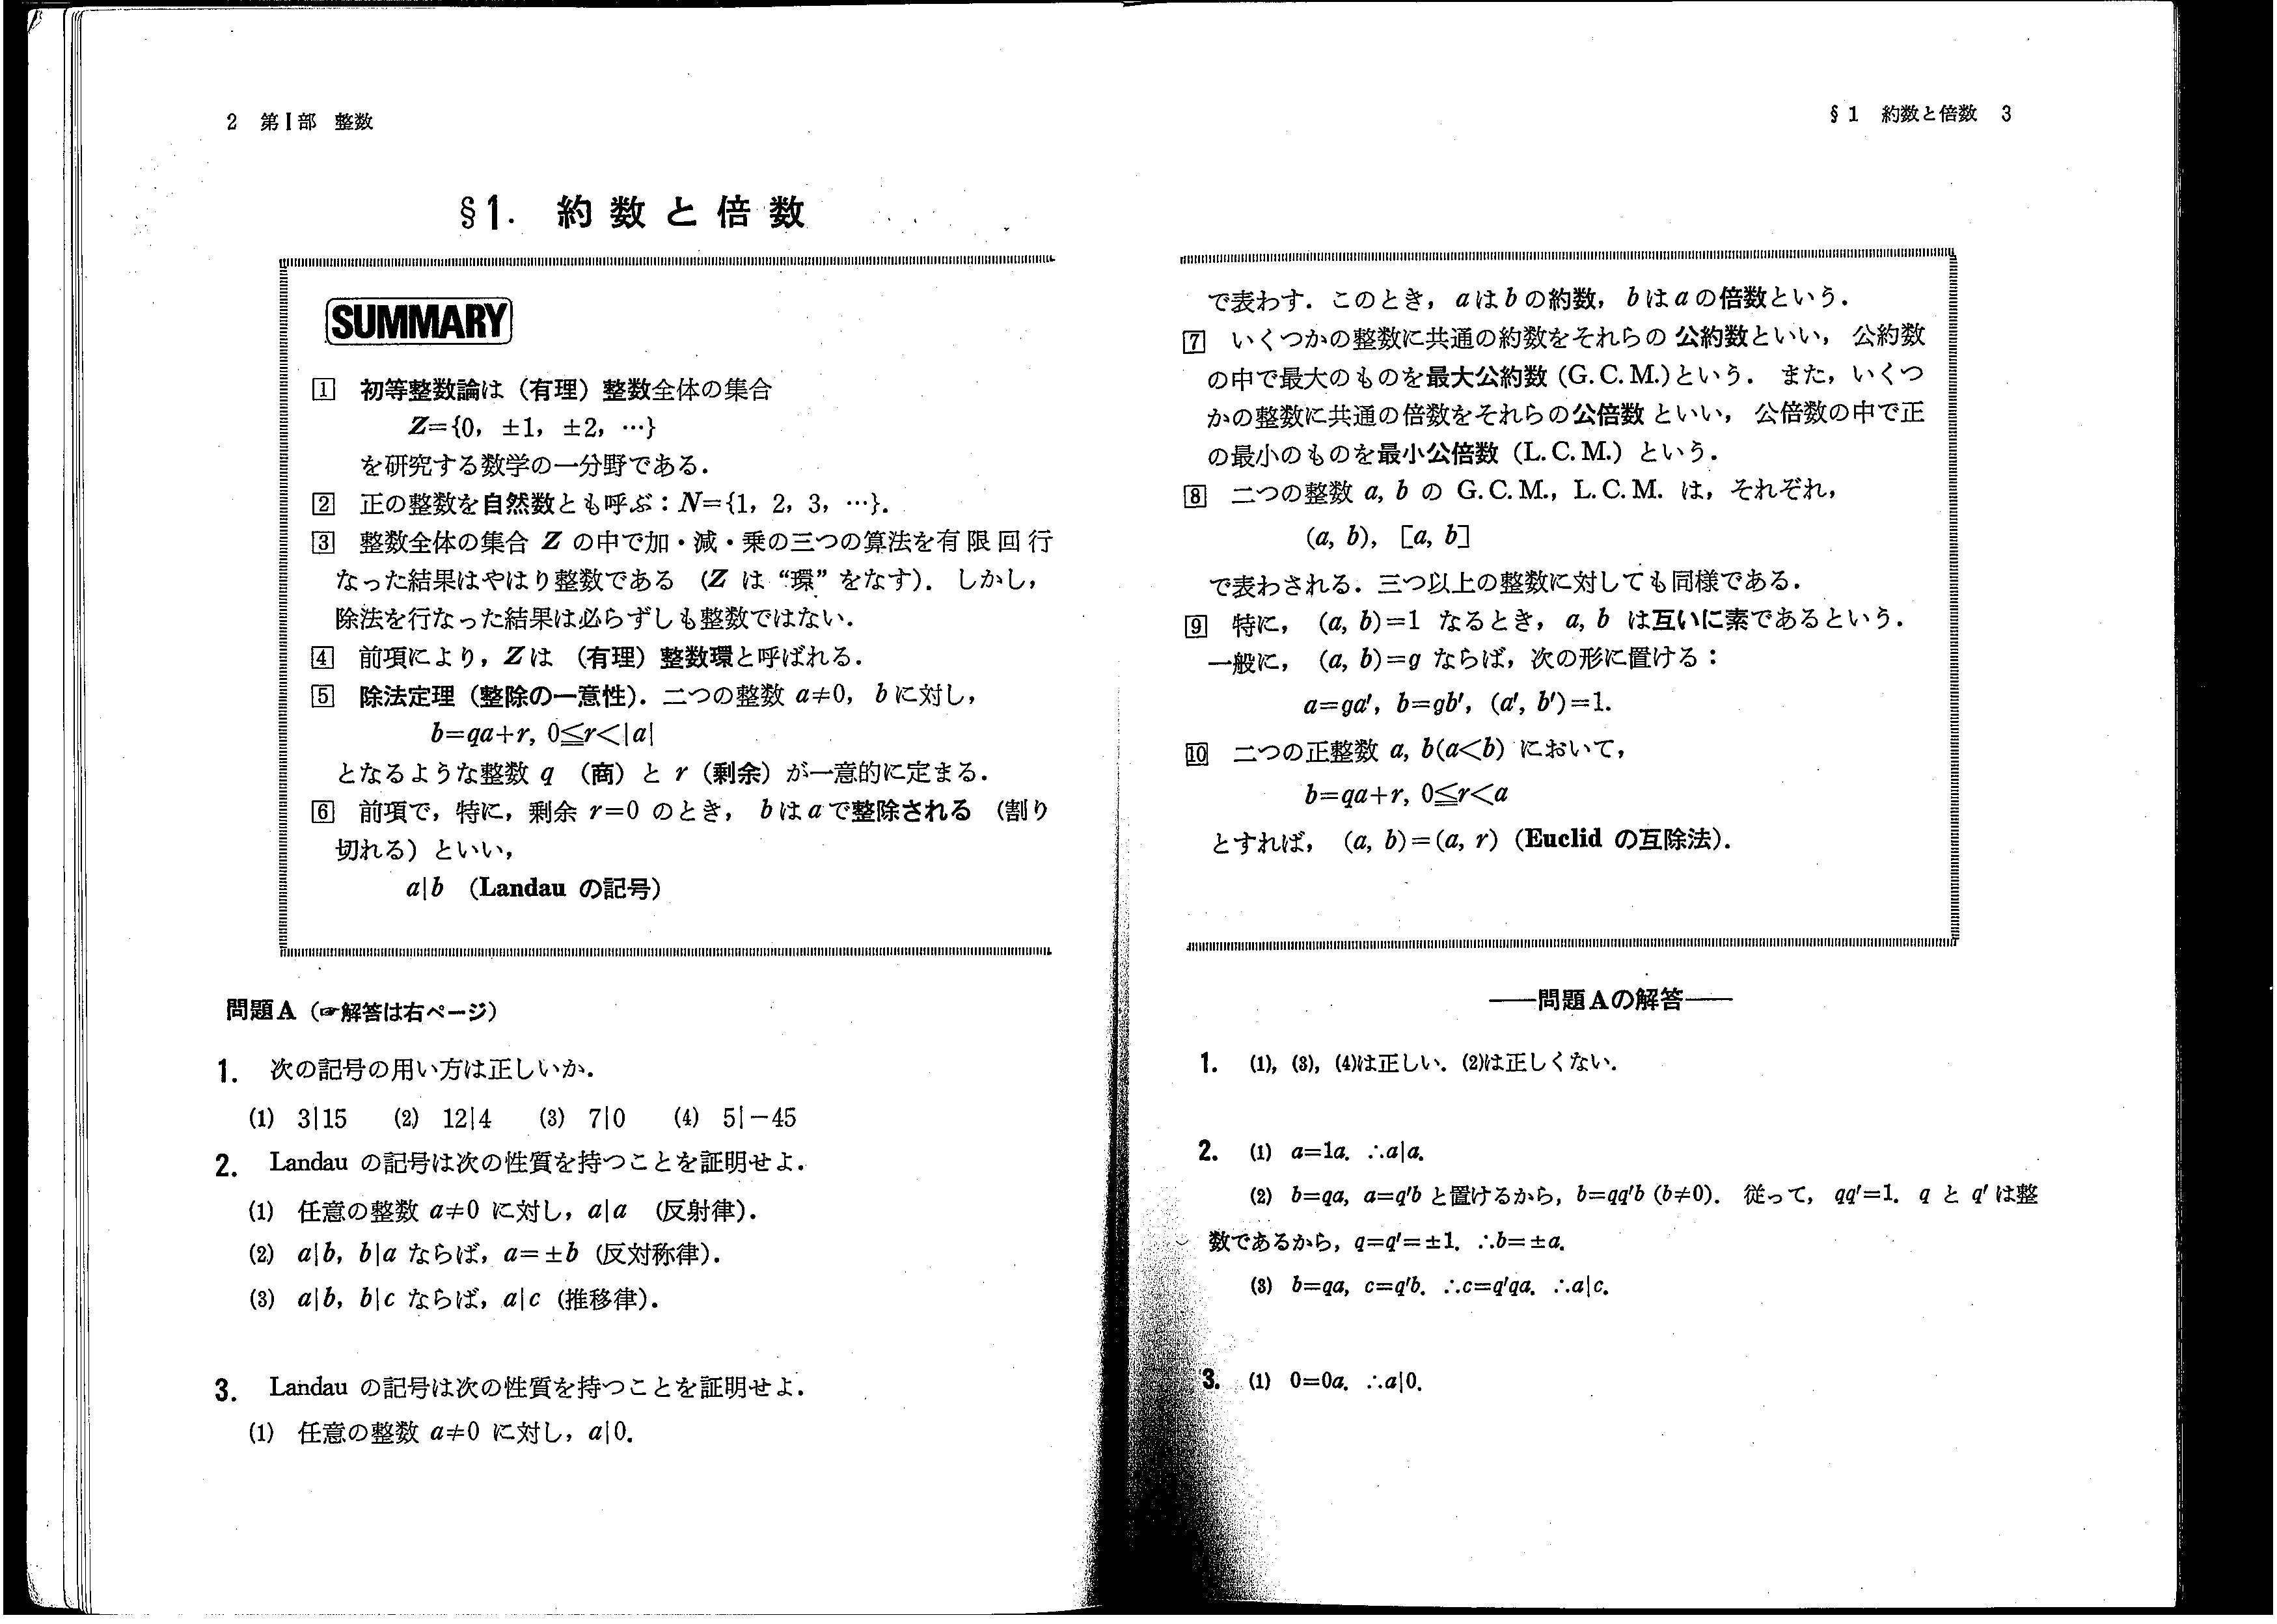 2 第I部 整数
§1. 約数と倍数
SUMMARY
1 初等整数論は（有理）整数全体の集合
Z={0, ±1, ±2, …}
を研究する数学の一分野である．
2 正の整数を自然数とも呼ぶ：N={1, 2, 3, …}．
3 整数全体の集合 Z の中で加・減・乗の三つの算法を有限回行
なった結果はやはり整数である （Z は “環” をなす）． しかし，
除法を行なった結果は必らずしも整数ではない．
4 前項により，Zは （有理）整数環と呼ばれる．
5 除法定理（整除の一意性）．二つの整数 a≠0, b に対し，
b=qa+r, 0≦r<|a|
となるような整数 q （商）と r（剰余）が一意的に定まる．
6 前項で，特に，剰余 r=0 のとき， b は a で整除される （割り
切れる）といい，
a|b （Landau の記号）
問題A（☞解答は右ページ）
1. 次の記号の用い方は正しいか．
(1) 3|15 (2) 12|4 (3) 7|0 (4) 5|−45
2. Landau の記号は次の性質を持つことを証明せよ．
(1) 任意の整数 a≠0 に対し，a|a （反射律）．
(2) a|b, b|a ならば，a=±b（反対称律）．
(3) a|b, b|c ならば，a|c（推移律）．
3. Landau の記号は次の性質を持つことを証明せよ．
(1) 任意の整数 a≠0 に対し，a|0．
§1 約数と倍数 3
で表わす．このとき，a は b の約数，b は a の倍数という．
7 いくつかの整数に共通の約数をそれらの公約数といい， 公約数
の中で最大のものを最大公約数 (G.C.M.)という． また，いくつ
かの整数に共通の倍数をそれらの公倍数といい， 公倍数の中で正
の最小のものを最小公倍数（L.C.M.）という．
8 二つの整数 a, b の G.C.M., L.C.M. は，それぞれ，
(a, b), [a, b]
で表わされる．三つ以上の整数に対しても同様である．
9 特に， (a, b)=1 なるとき，a, b は互いに素であるという．
一般に， (a, b)=g ならば，次の形に置ける：
a=ga′, b=gb′, (a′, b′)=1.
10 二つの正整数 a, b(a<b) において，
b=qa+r, 0≦r<a
とすれば， (a, b)=(a, r)（Euclid の互除法）．
——問題Aの解答——
1. (1), (3), (4)は正しい．(2)は正しくない．
2. (1) a=1a. ∴a|a.
(2) b=qa, a=q′b と置けるから，b=qq′b (b≠0)． 従って，qq′=1. q と q′ は整
数であるから，q=q′=±1. ∴b=±a.
(3) b=qa, c=q′b. ∴c=q′qa. ∴a|c.
3. (1) 0=0a. ∴a|0.